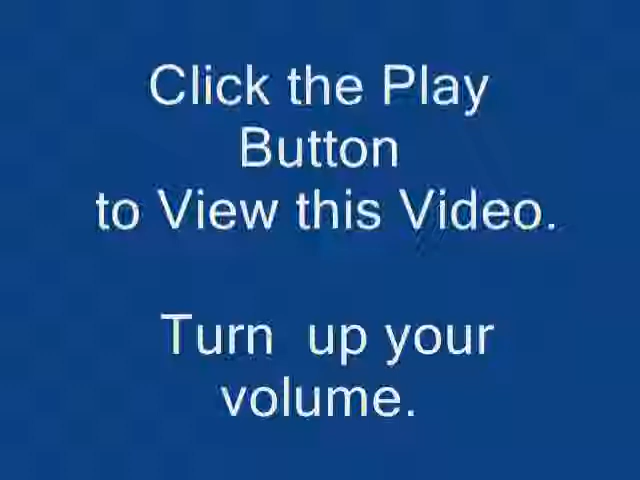 Click the Play
Button
to View this Video.
Turn  up your
volume.